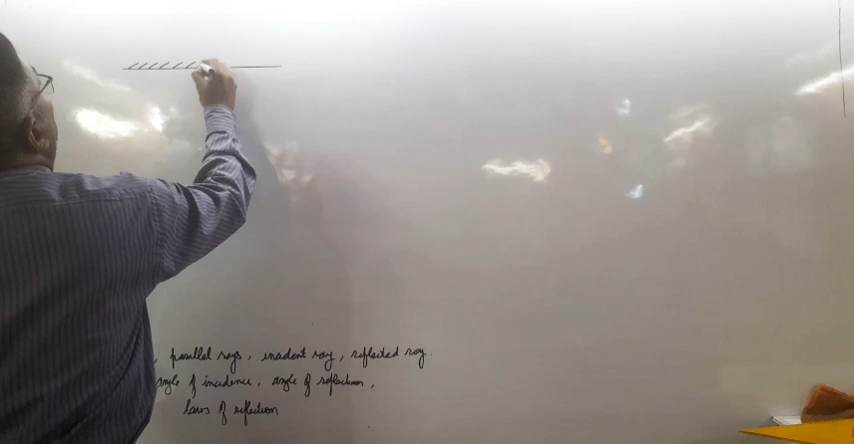 , parallel rays, incident ray, reflected ray.
angle of incidence, angle of reflection,
laws of reflection